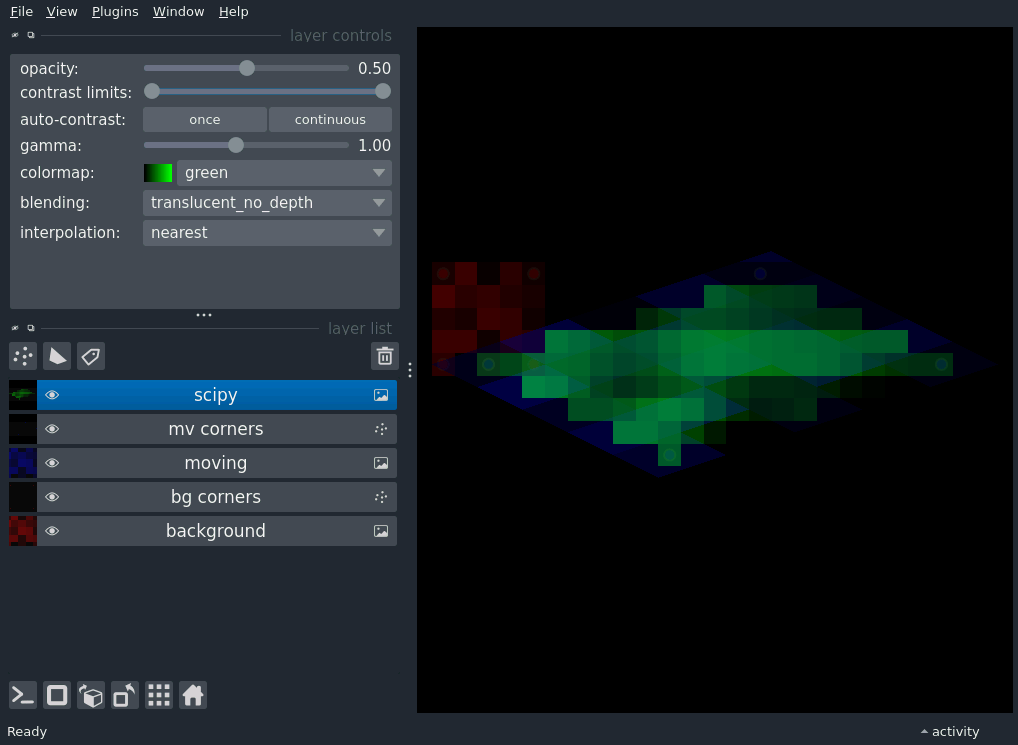 File View Plugins Window Help
layer controls
opacity: 0.50
contrast limits:
auto-contrast: once continuous
gamma: 1.00
colormap: green
blending: translucent_no_depth
interpolation: nearest
layer list
scipy
mv corners
moving
bg corners
background
Ready
activity